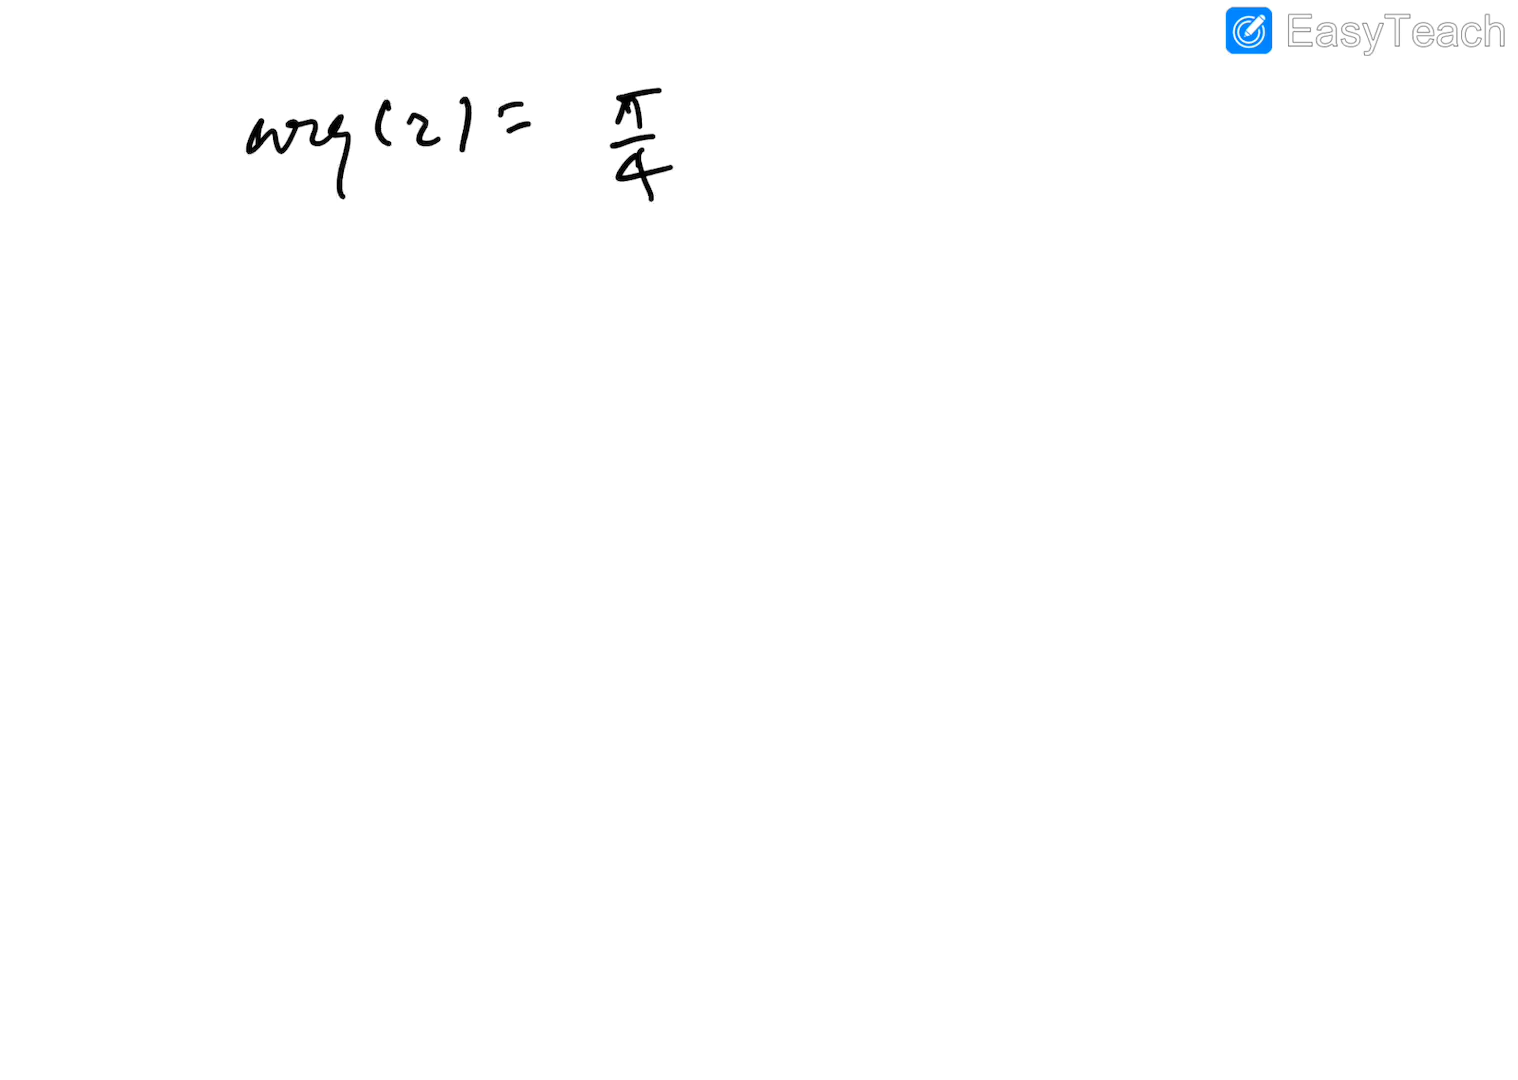 EasyTeach
arg(z) = π/4